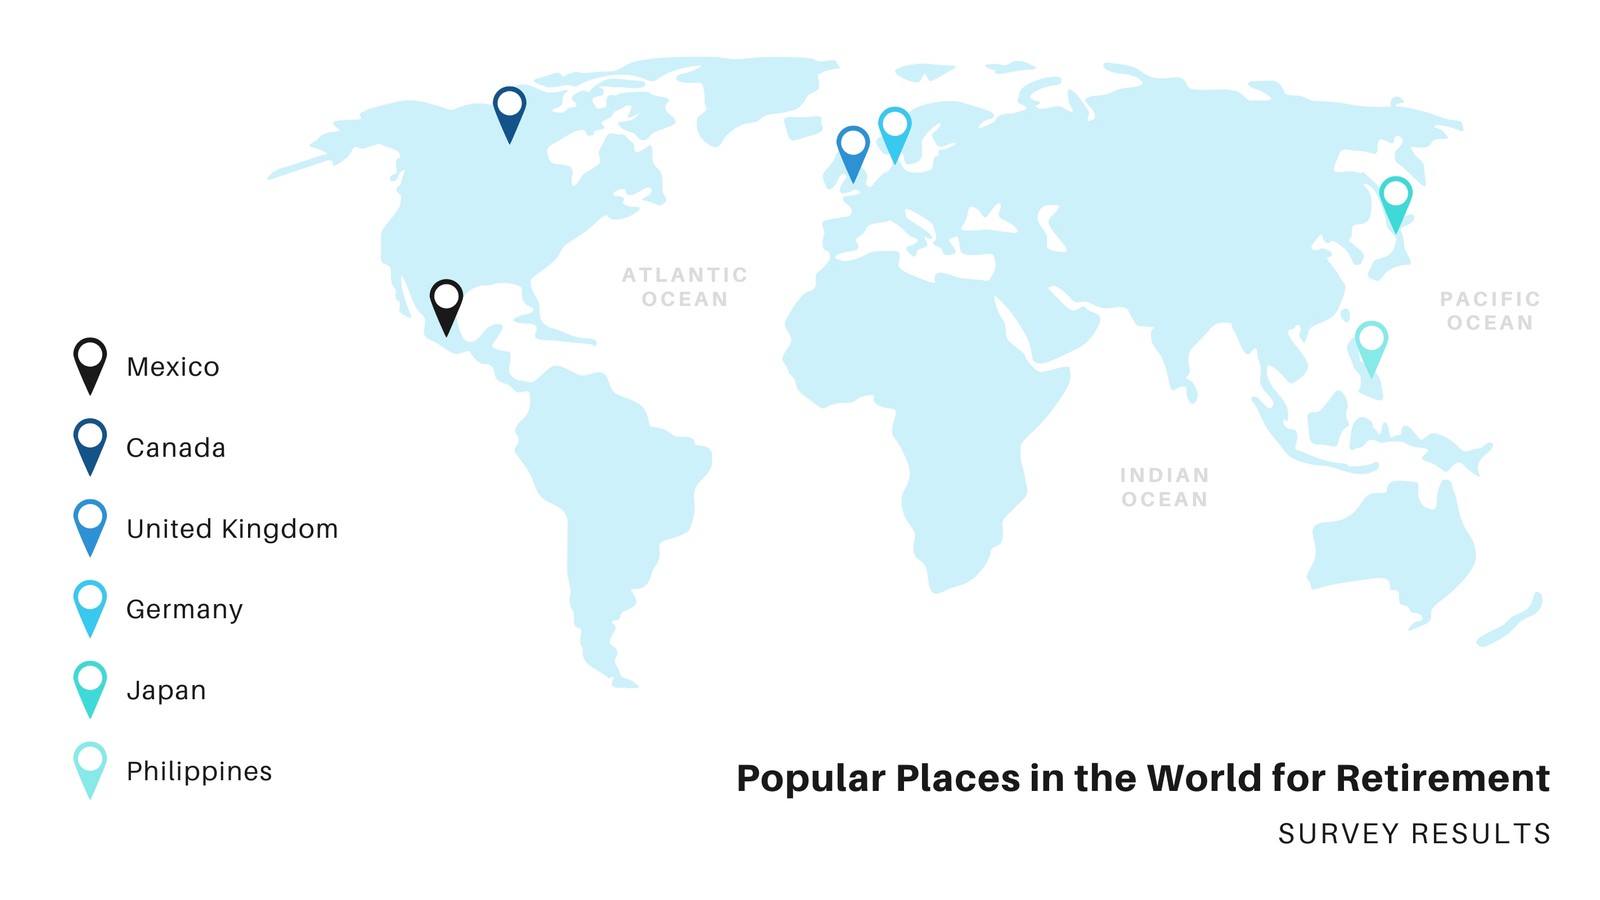 ATLANTIC
OCEAN
PACIFIC
OCEAN
INDIAN
OCEAN
Mexico
Canada
United Kingdom
Germany
Japan
Philippines
Popular Places in the World for Retirement
SURVEY RESULTS